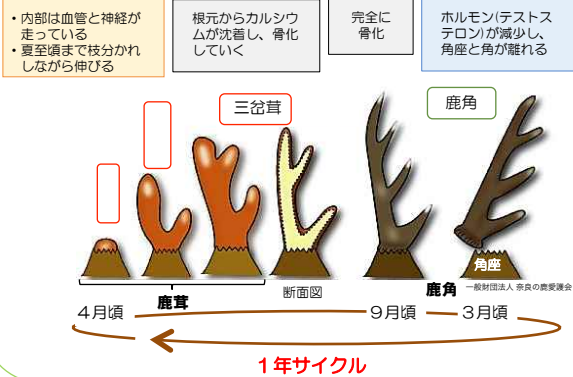 ・内部は血管と神経が
走っている
・夏至頃まで枝分かれ
しながら伸びる
根元からカルシウ
ムが沈着し、骨化
していく
完全に
骨化
ホルモン(テストス
テロン)が減少し、
角座と角が離れる
三岔茸
鹿角
角座
鹿茸
断面図
鹿角
一般財団法人 奈良の鹿愛護会
4月頃
9月頃
3月頃
1年サイクル